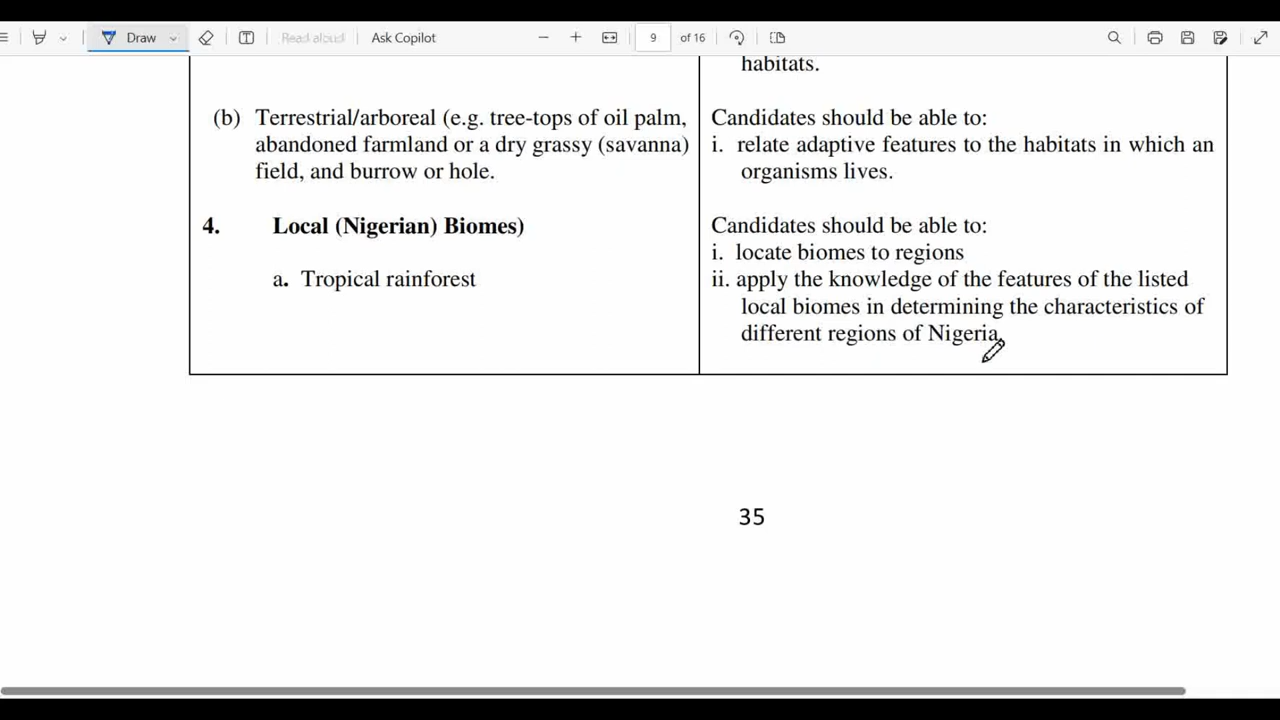 Draw
Read aloud
Ask Copilot
9 of 16
habitats.
(b) Terrestrial/arboreal (e.g. tree-tops of oil palm,
abandoned farmland or a dry grassy (savanna)
field, and burrow or hole.
Candidates should be able to:
i. relate adaptive features to the habitats in which an
organisms lives.
4. Local (Nigerian) Biomes)
a. Tropical rainforest
Candidates should be able to:
i. locate biomes to regions
ii. apply the knowledge of the features of the listed
local biomes in determining the characteristics of
different regions of Nigeria.
35